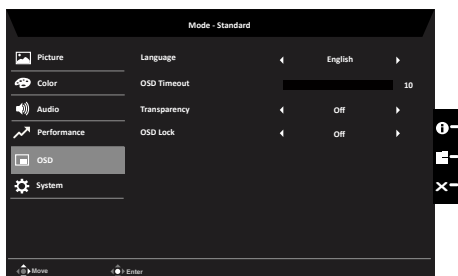 Mode - Standard
Picture
Language English
Color
OSD Timeout 10
Audio
Transparency Off
Performance
OSD Lock Off
OSD
System
Move Enter